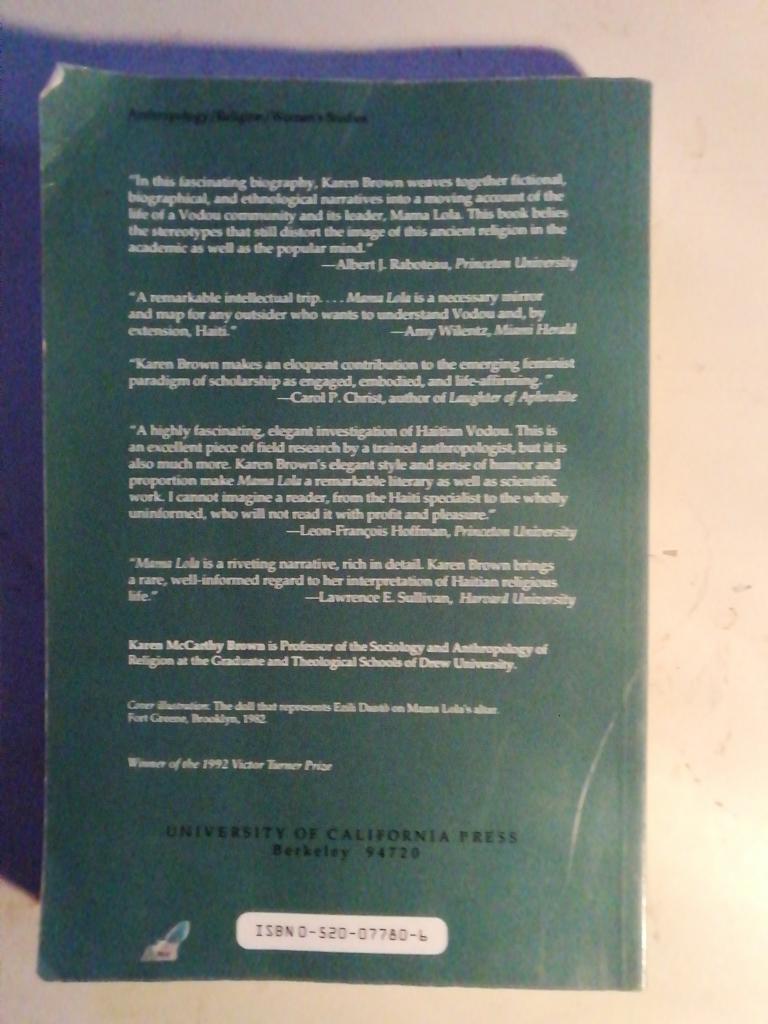 Anthropology/Religion/Women's Studies
"In this fascinating biography, Karen Brown weaves together fictional,
biographical, and ethnological narratives into a moving account of the
life of a Vodou community and its leader, Mama Lola. This book belies
the stereotypes that still distort the image of this ancient religion in the
academic as well as the popular mind."
—Albert J. Raboteau, Princeton University
"A remarkable intellectual trip. . . . Mama Lola is a necessary mirror
and map for any outsider who wants to understand Vodou and, by
extension, Haiti." —Amy Wilentz, Miami Herald
"Karen Brown makes an eloquent contribution to the emerging feminist
paradigm of scholarship as engaged, embodied, and life-affirming."
—Carol P. Christ, author of Laughter of Aphrodite
"A highly fascinating, elegant investigation of Haitian Vodou. This is
an excellent piece of field research by a trained anthropologist, but it is
also much more. Karen Brown's elegant style and sense of humor and
proportion make Mama Lola a remarkable literary as well as scientific
work. I cannot imagine a reader, from the Haiti specialist to the wholly
uninformed, who will not read it with profit and pleasure."
—Leon-François Hoffman, Princeton University
"Mama Lola is a riveting narrative, rich in detail. Karen Brown brings
a rare, well-informed regard to her interpretation of Haitian religious
life." —Lawrence E. Sullivan, Harvard University
Karen McCarthy Brown is Professor of the Sociology and Anthropology of
Religion at the Graduate and Theological Schools of Drew University.
Cover illustration: The doll that represents Ezili Dantò on Mama Lola's altar.
Fort Greene, Brooklyn, 1982.
Winner of the 1992 Victor Turner Prize
UNIVERSITY OF CALIFORNIA PRESS
Berkeley 94720
ISBN 0-520-07780-6